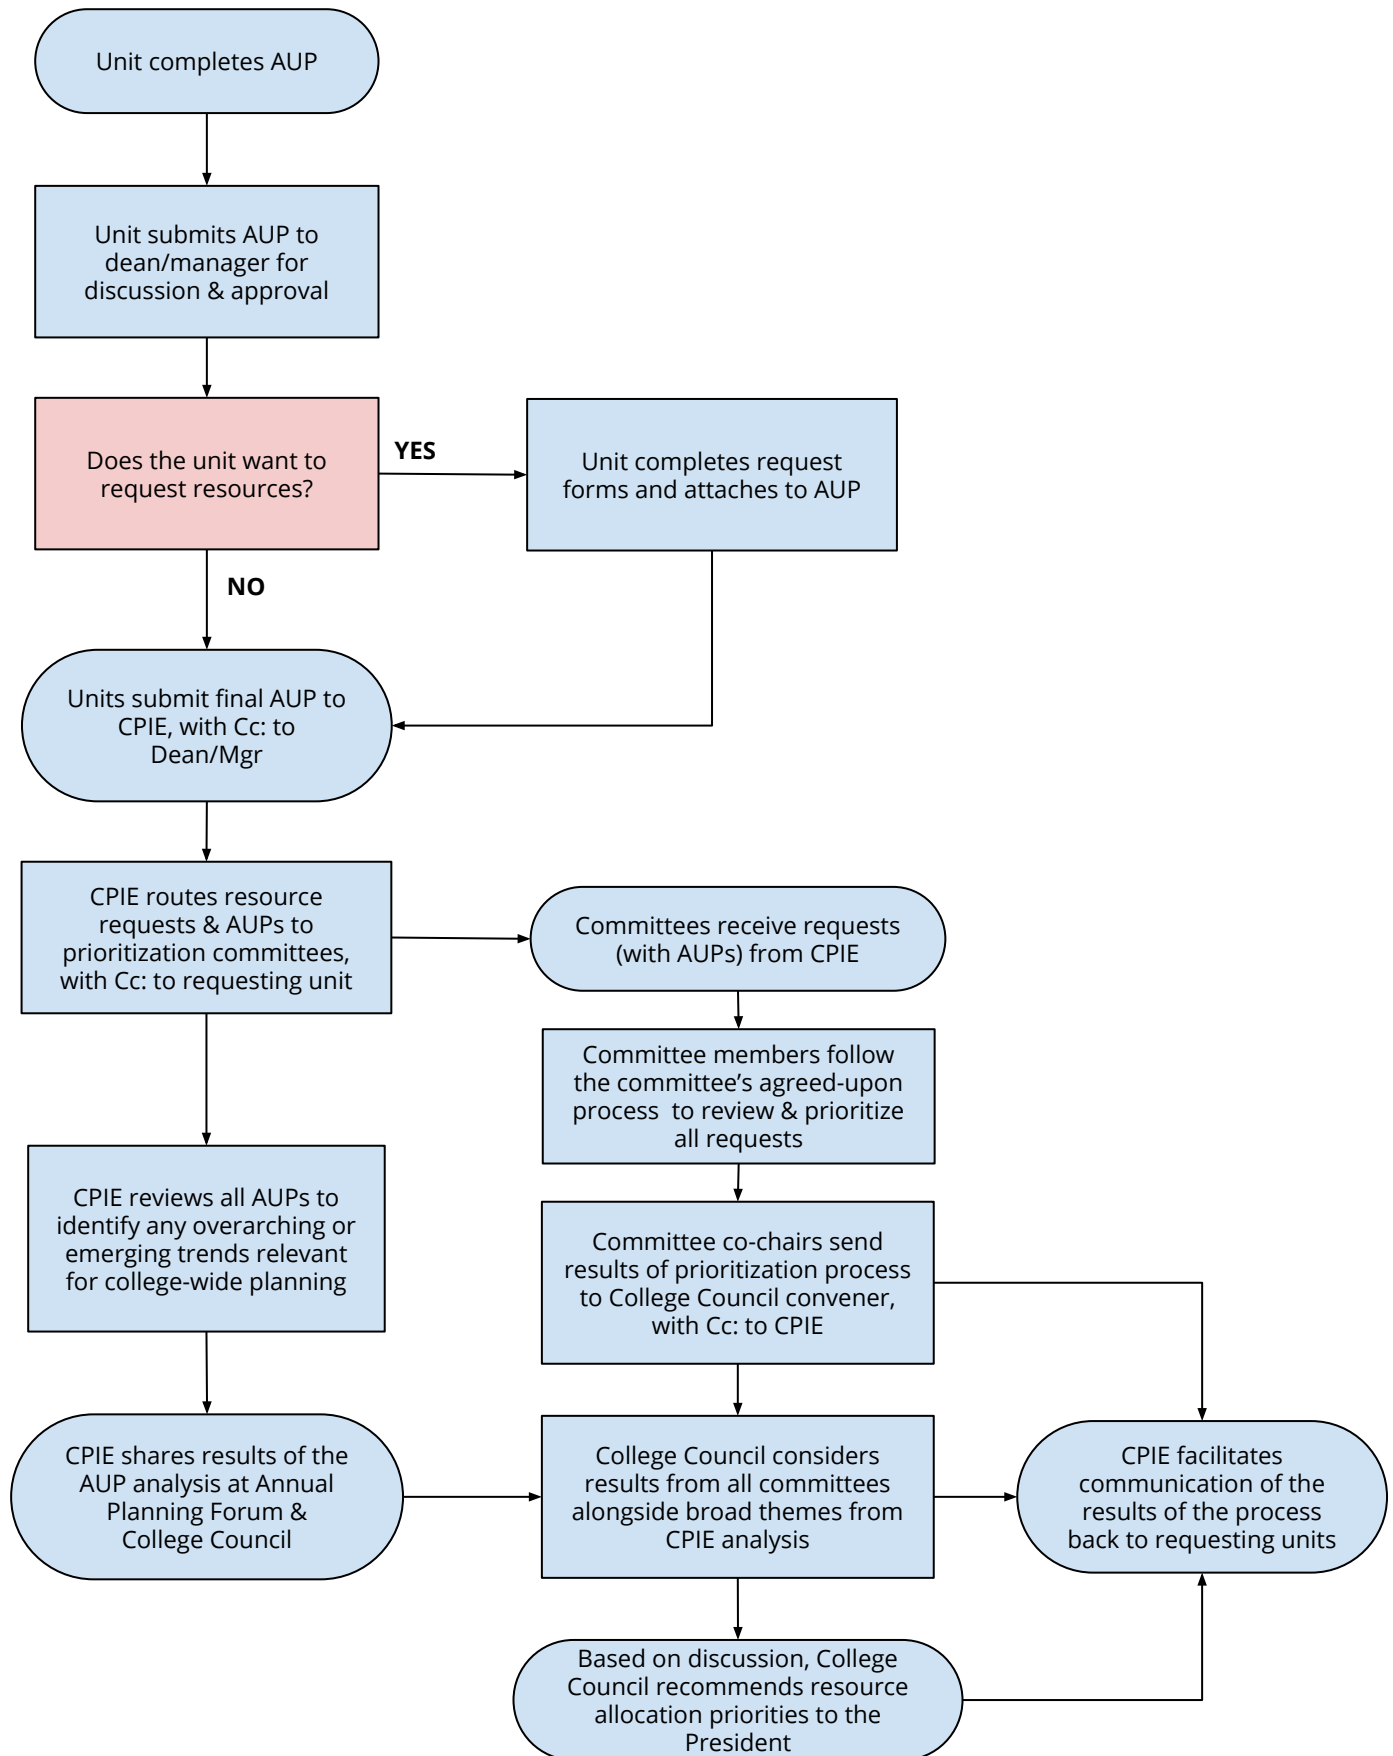 Unit completes AUP
Unit submits AUP to
dean/manager for
discussion & approval
Does the unit want to
request resources?
YES
Unit completes request
forms and attaches to AUP
NO
Units submit final AUP to
CPIE, with Cc: to
Dean/Mgr
CPIE routes resource
requests & AUPs to
prioritization committees,
with Cc: to requesting unit
Committees receive requests
(with AUPs) from CPIE
Committee members follow
the committee’s agreed-upon
process  to review & prioritize
all requests
CPIE reviews all AUPs to
identify any overarching or
emerging trends relevant
for college-wide planning
Committee co-chairs send
results of prioritization process
to College Council convener,
with Cc: to CPIE
CPIE shares results of the
AUP analysis at Annual
Planning Forum &
College Council
College Council considers
results from all committees
alongside broad themes from
CPIE analysis
CPIE facilitates
communication of the
results of the process
back to requesting units
Based on discussion, College
Council recommends resource
allocation priorities to the
President